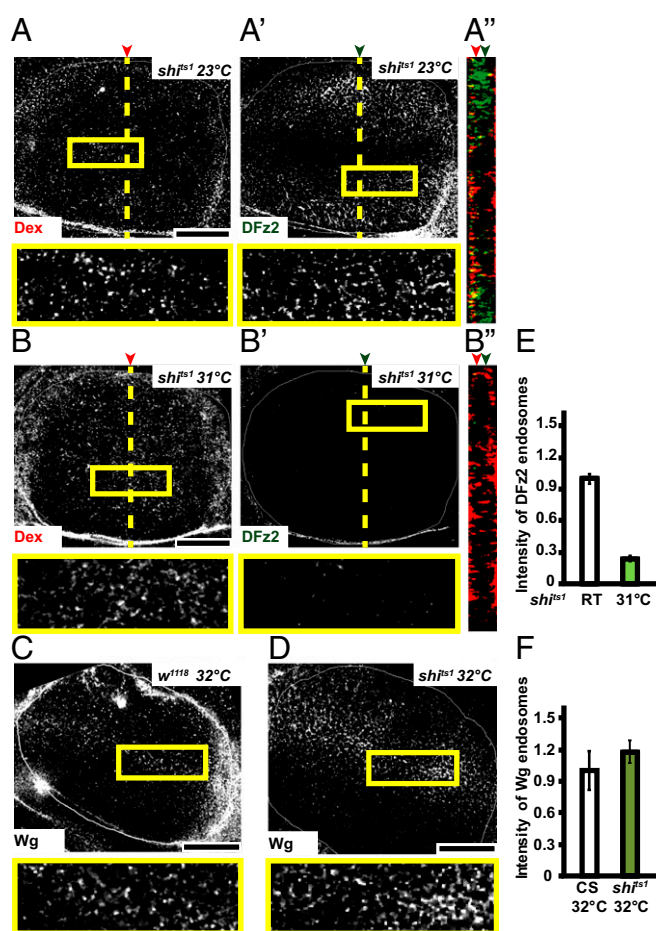 A
A'
A''
shi^ts1 23°C
shi^ts1 23°C
Dex
DFz2
B
B'
B''
shi^ts1 31°C
shi^ts1 31°C
Dex
DFz2
E
Intensity of DFz2 endosomes
1.5
1.2
0.9
0.6
0.3
0
shi^ts1 RT 31°C
C
D
w^1118 32°C
shi^ts1 32°C
Wg
Wg
F
Intensity of Wg endosomes
1.5
1.2
0.9
0.6
0.3
0
CS shi^ts1
32°C 32°C